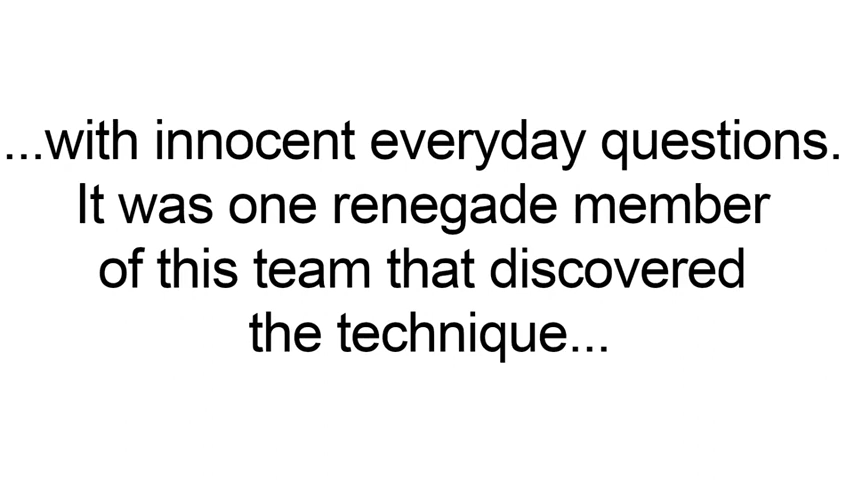 ...with innocent everyday questions.
It was one renegade member
of this team that discovered
the technique...